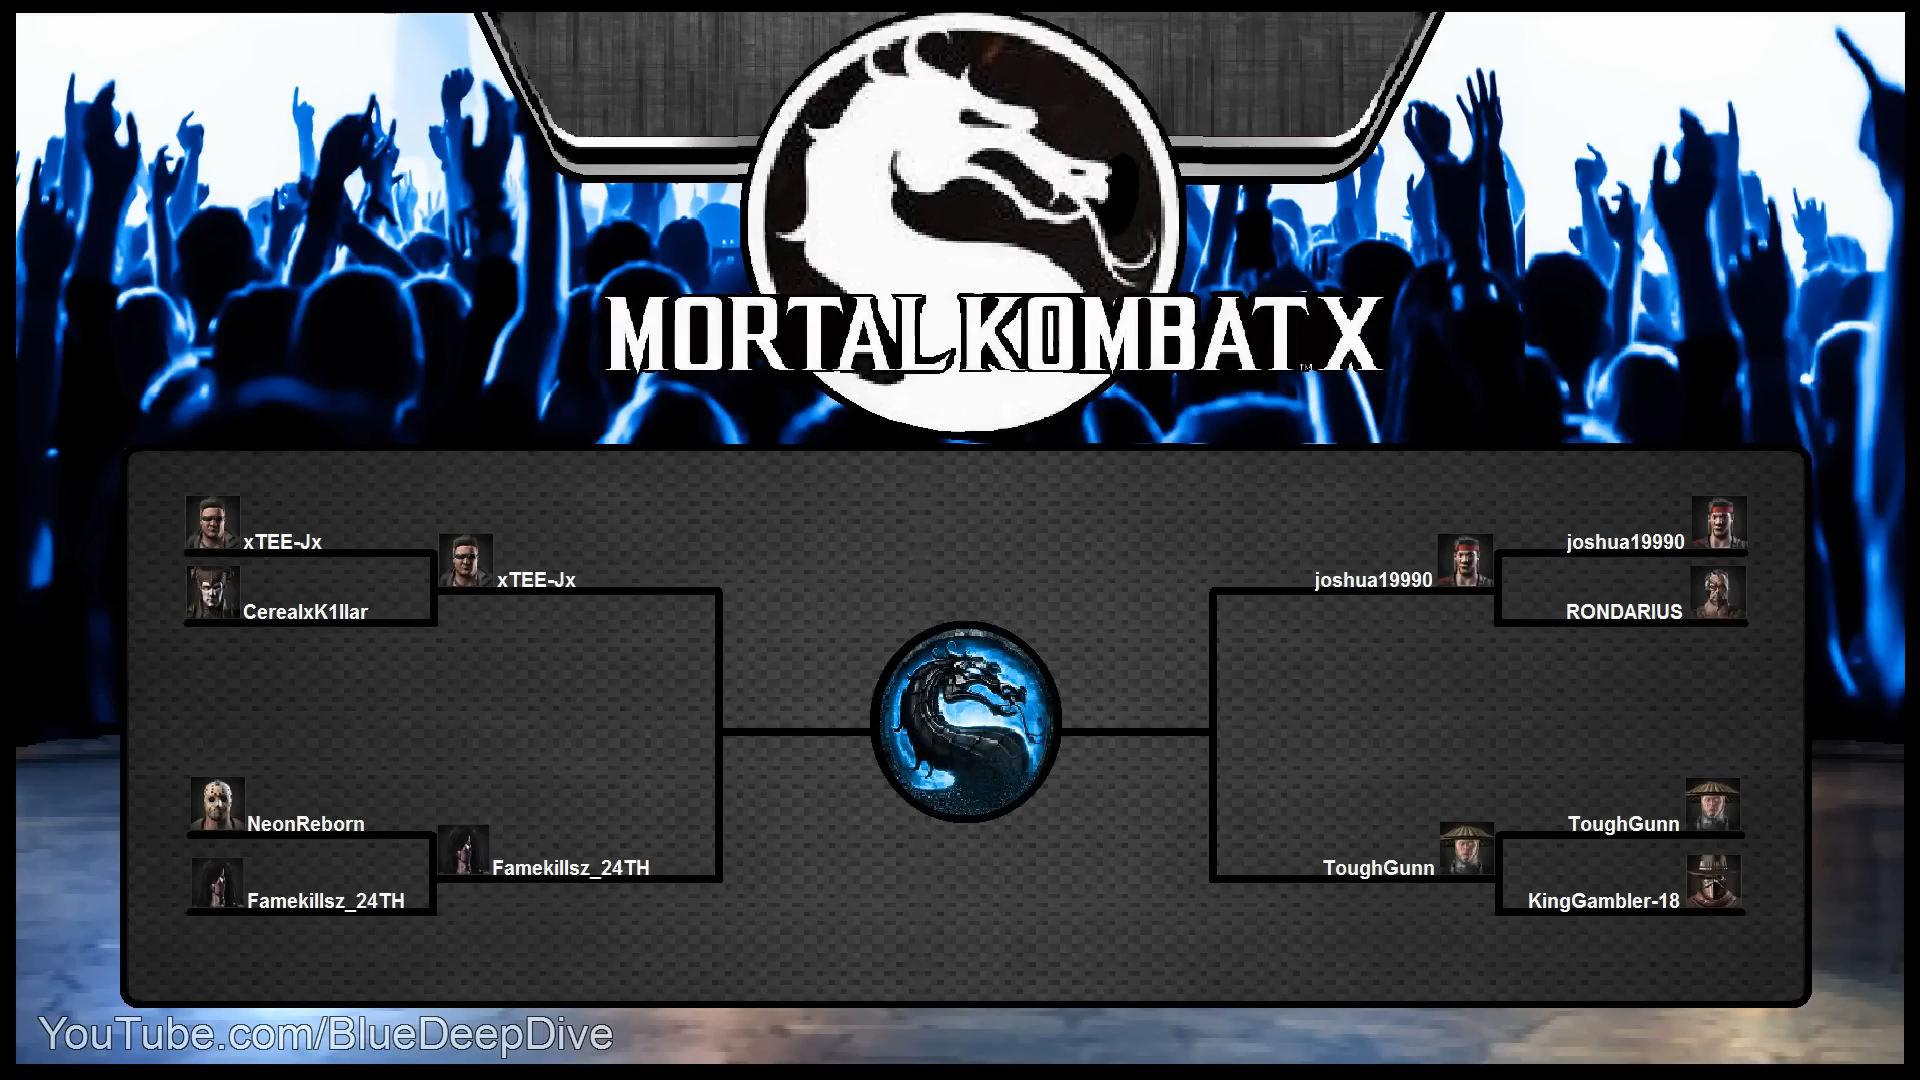 MORTAL KOMBAT X
TM
xTEE-Jx
CerealxK1llar
xTEE-Jx
NeonReborn
Famekillsz_24TH
Famekillsz_24TH
joshua19990
joshua19990
RONDARIUS
ToughGunn
ToughGunn
KingGambler-18
YouTube.com/BlueDeepDive